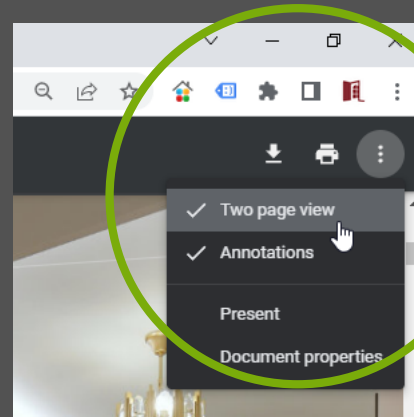 Two page view
Annotations
Present
Document properties